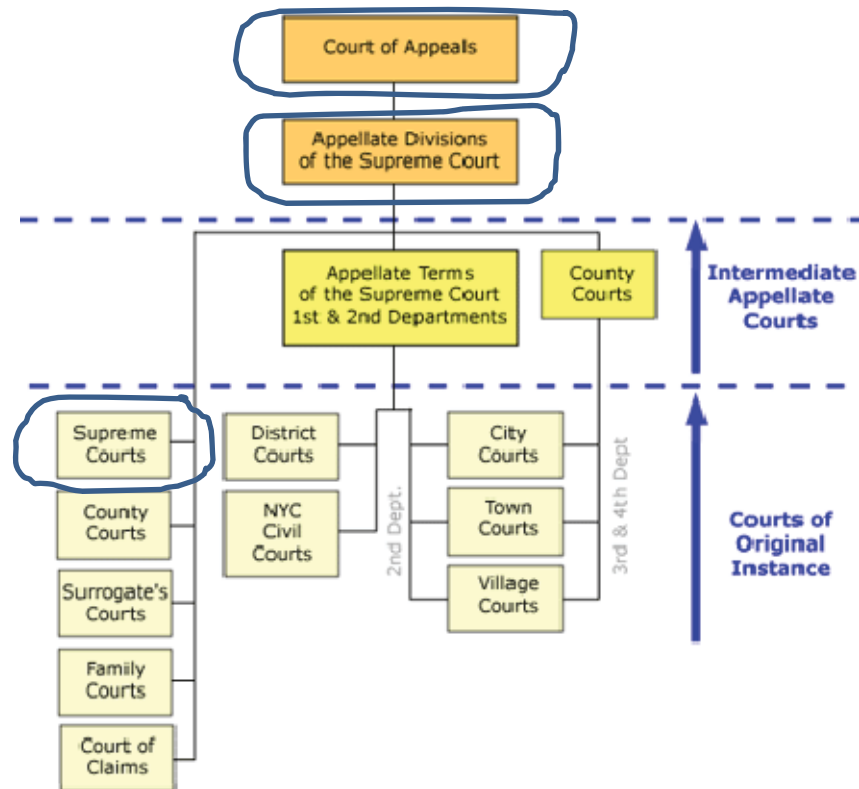 Court of Appeals
Appellate Divisions
of the Supreme Court
Appellate Terms
of the Supreme Court
1st & 2nd Departments
County
Courts
Intermediate
Appellate
Courts
Supreme
Courts
County
Courts
Surrogate's
Courts
Family
Courts
Court of
Claims
District
Courts
NYC
Civil
Courts
2nd Dept.
City
Courts
Town
Courts
Village
Courts
3rd & 4th Dept
Courts of
Original
Instance